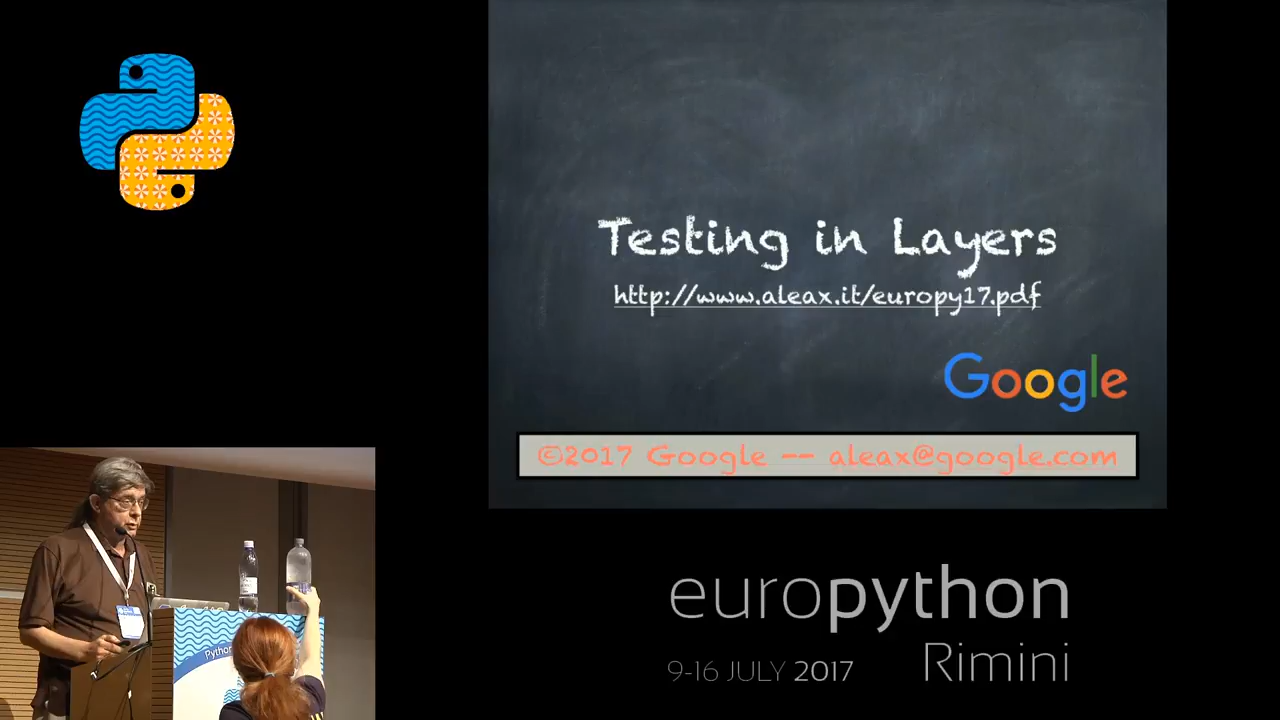 Testing in Layers
http://www.aleax.it/europy17.pdf
Google
©2017 Google -- aleax@google.com
Python
europython
Rimini
9-16 JULY 2017